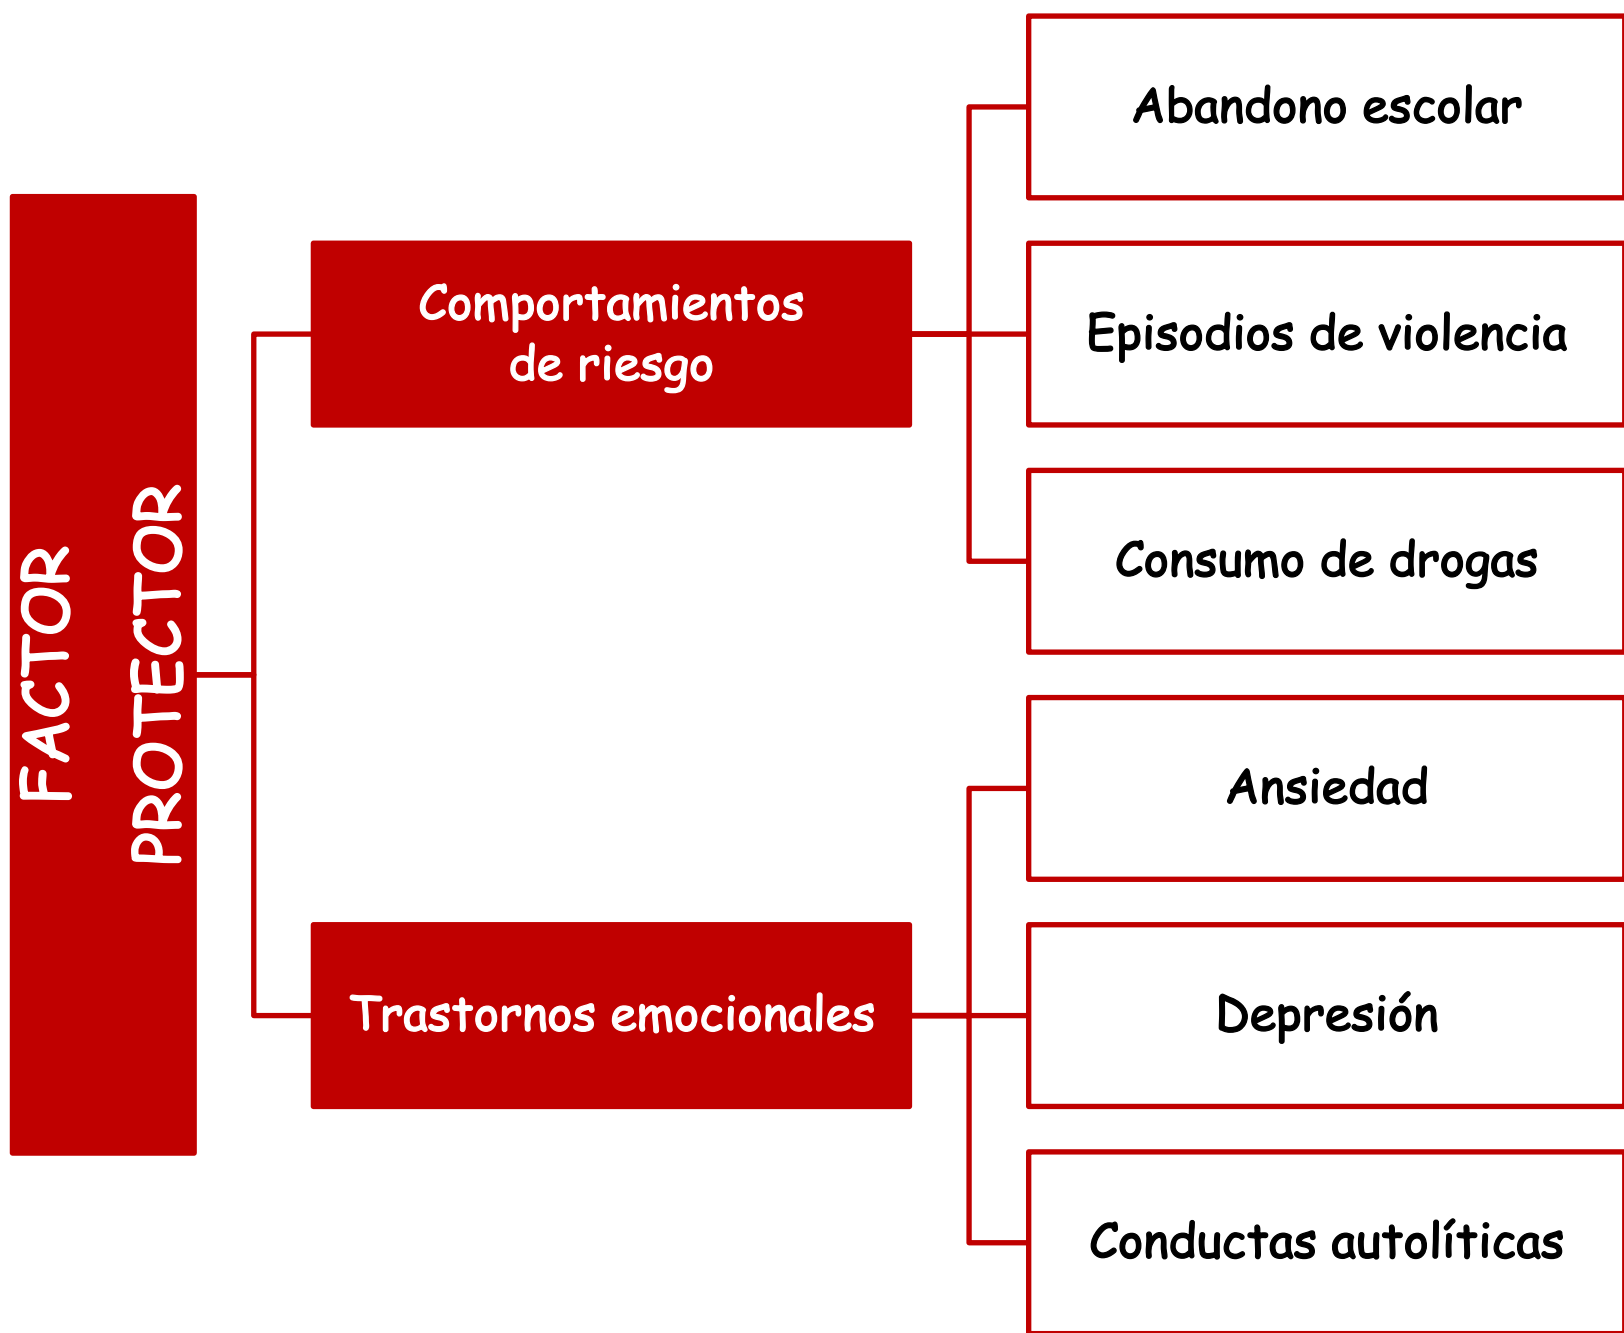 FACTOR
PROTECTOR
Comportamientos
de riesgo
Abandono escolar
Episodios de violencia
Consumo de drogas
Trastornos emocionales
Ansiedad
Depresión
Conductas autolíticas